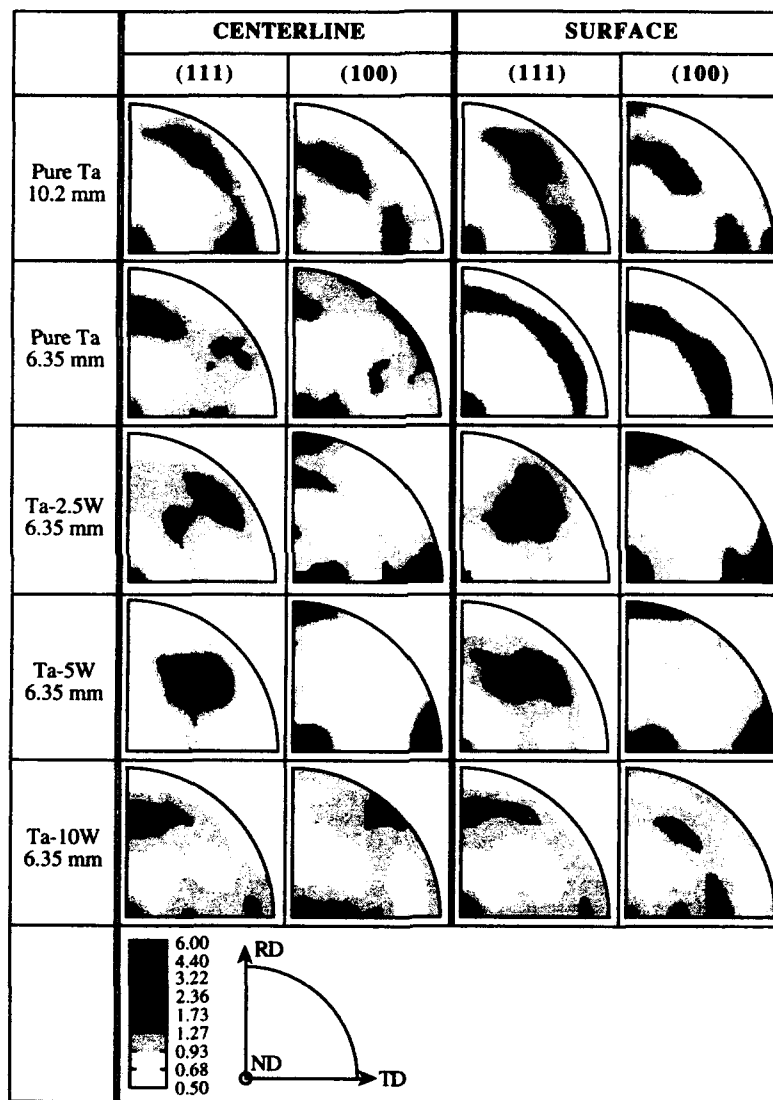 CENTERLINE SURFACE
(111) (100) (111) (100)
Pure Ta
10.2 mm
Pure Ta
6.35 mm
Ta-2.5W
6.35 mm
Ta-5W
6.35 mm
Ta-10W
6.35 mm
6.00
4.40
3.22
2.36
1.73
1.27
0.93
0.68
0.50
RD
ND
TD